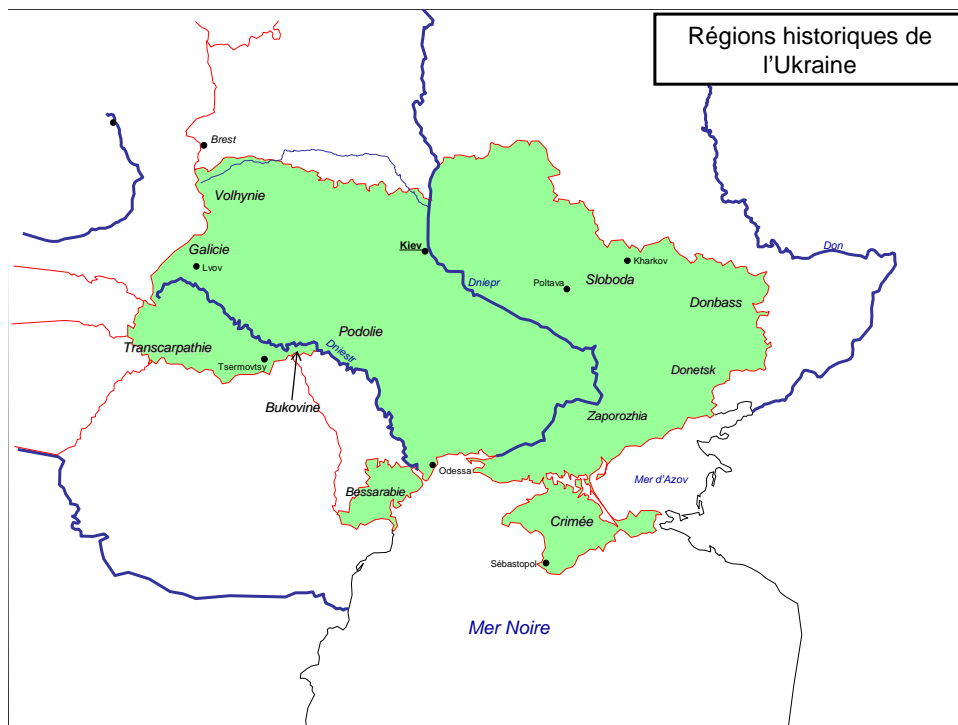 Régions historiques de
l'Ukraine
Brest
Volhynie
Kiev
Galicie
Lvov
Don
Kharkov
Sloboda
Dniepr
Poltava
Donbass
Podolie
Dniestr
Transcarpathie
Tsermovtsy
Donetsk
Bukovine
Zaporozhia
Odessa
Mer d'Azov
Bessarabie
Crimée
Sébastopol
Mer Noire